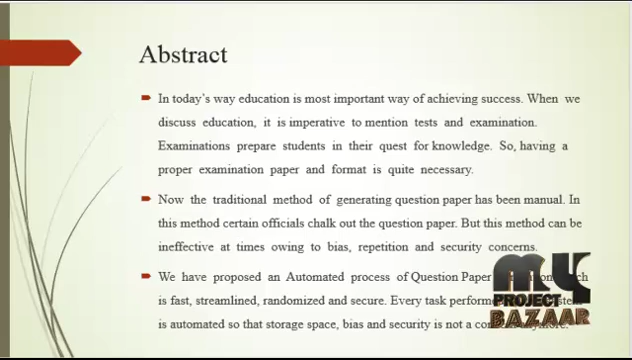 Abstract
In today's way education is most important way of achieving success. When we
discuss education, it is imperative to mention tests and examination.
Examinations prepare students in their quest for knowledge. So, having a
proper examination paper and format is quite necessary.
Now the traditional method of generating question paper has been manual. In
this method certain officials chalk out the question paper. But this method can be
ineffective at times owing to bias, repetition and security concerns.
We have proposed an Automated process of Question Paper
is fast, streamlined, randomized and secure. Every task
is automated so that storage space, bias and security is not a
MY
PROJECT
BAZAAR